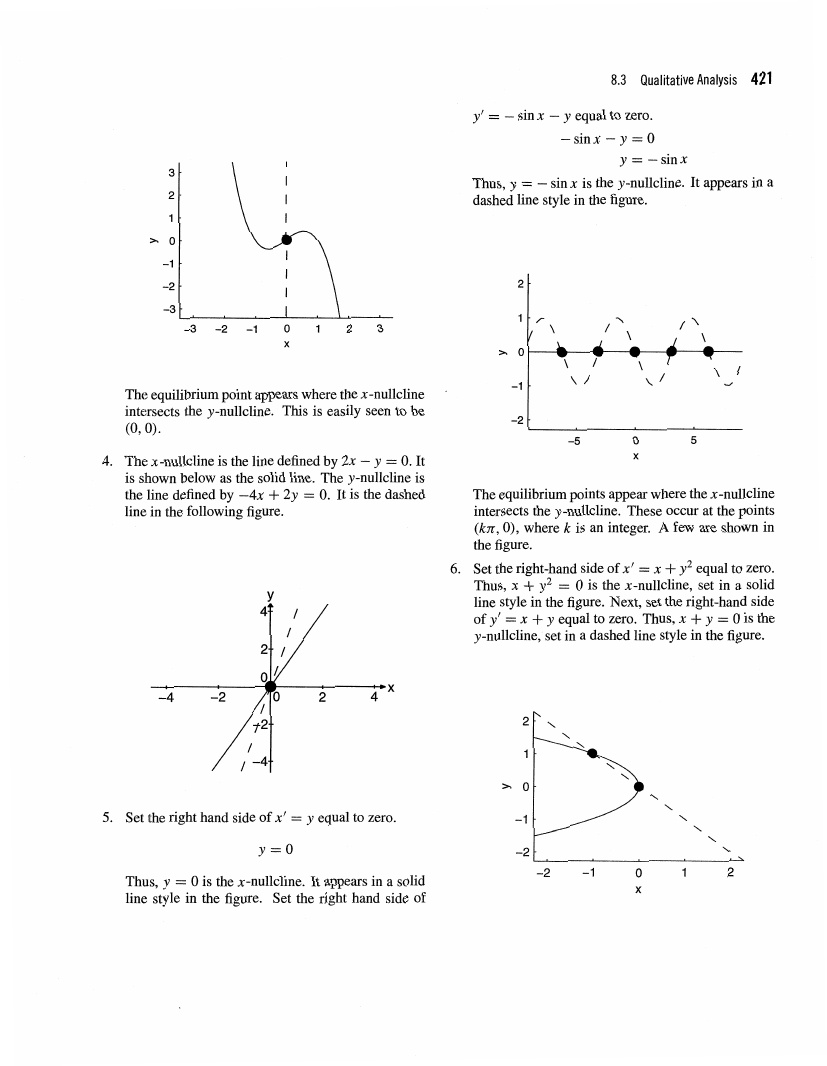 8.3 Qualitative Analysis 421
3
2
1
y 0
−1
−2
−3
−3 −2 −1 0 1 2 3
x
The equilibrium point appears where the x-nullcline
intersects the y-nullcline. This is easily seen to be
(0, 0).
4. The x-nullcline is the line defined by 2x − y = 0. It
is shown below as the solid line. The y-nullcline is
the line defined by −4x + 2y = 0. It is the dashed
line in the following figure.
y
4
2
0
−4 −2 0 2 4 x
−2
−4
5. Set the right hand side of x′ = y equal to zero.
y = 0
Thus, y = 0 is the x-nullcline. It appears in a solid
line style in the figure. Set the right hand side of
y′ = − sin x − y equal to zero.
− sin x − y = 0
y = − sin x
Thus, y = − sin x is the y-nullcline. It appears in a
dashed line style in the figure.
2
1
y 0
−1
−2
−5 0 5
x
The equilibrium points appear where the x-nullcline
intersects the y-nullcline. These occur at the points
(kπ, 0), where k is an integer. A few are shown in
the figure.
6. Set the right-hand side of x′ = x + y² equal to zero.
Thus, x + y² = 0 is the x-nullcline, set in a solid
line style in the figure. Next, set the right-hand side
of y′ = x + y equal to zero. Thus, x + y = 0 is the
y-nullcline, set in a dashed line style in the figure.
2
1
y 0
−1
−2
−2 −1 0 1 2
x